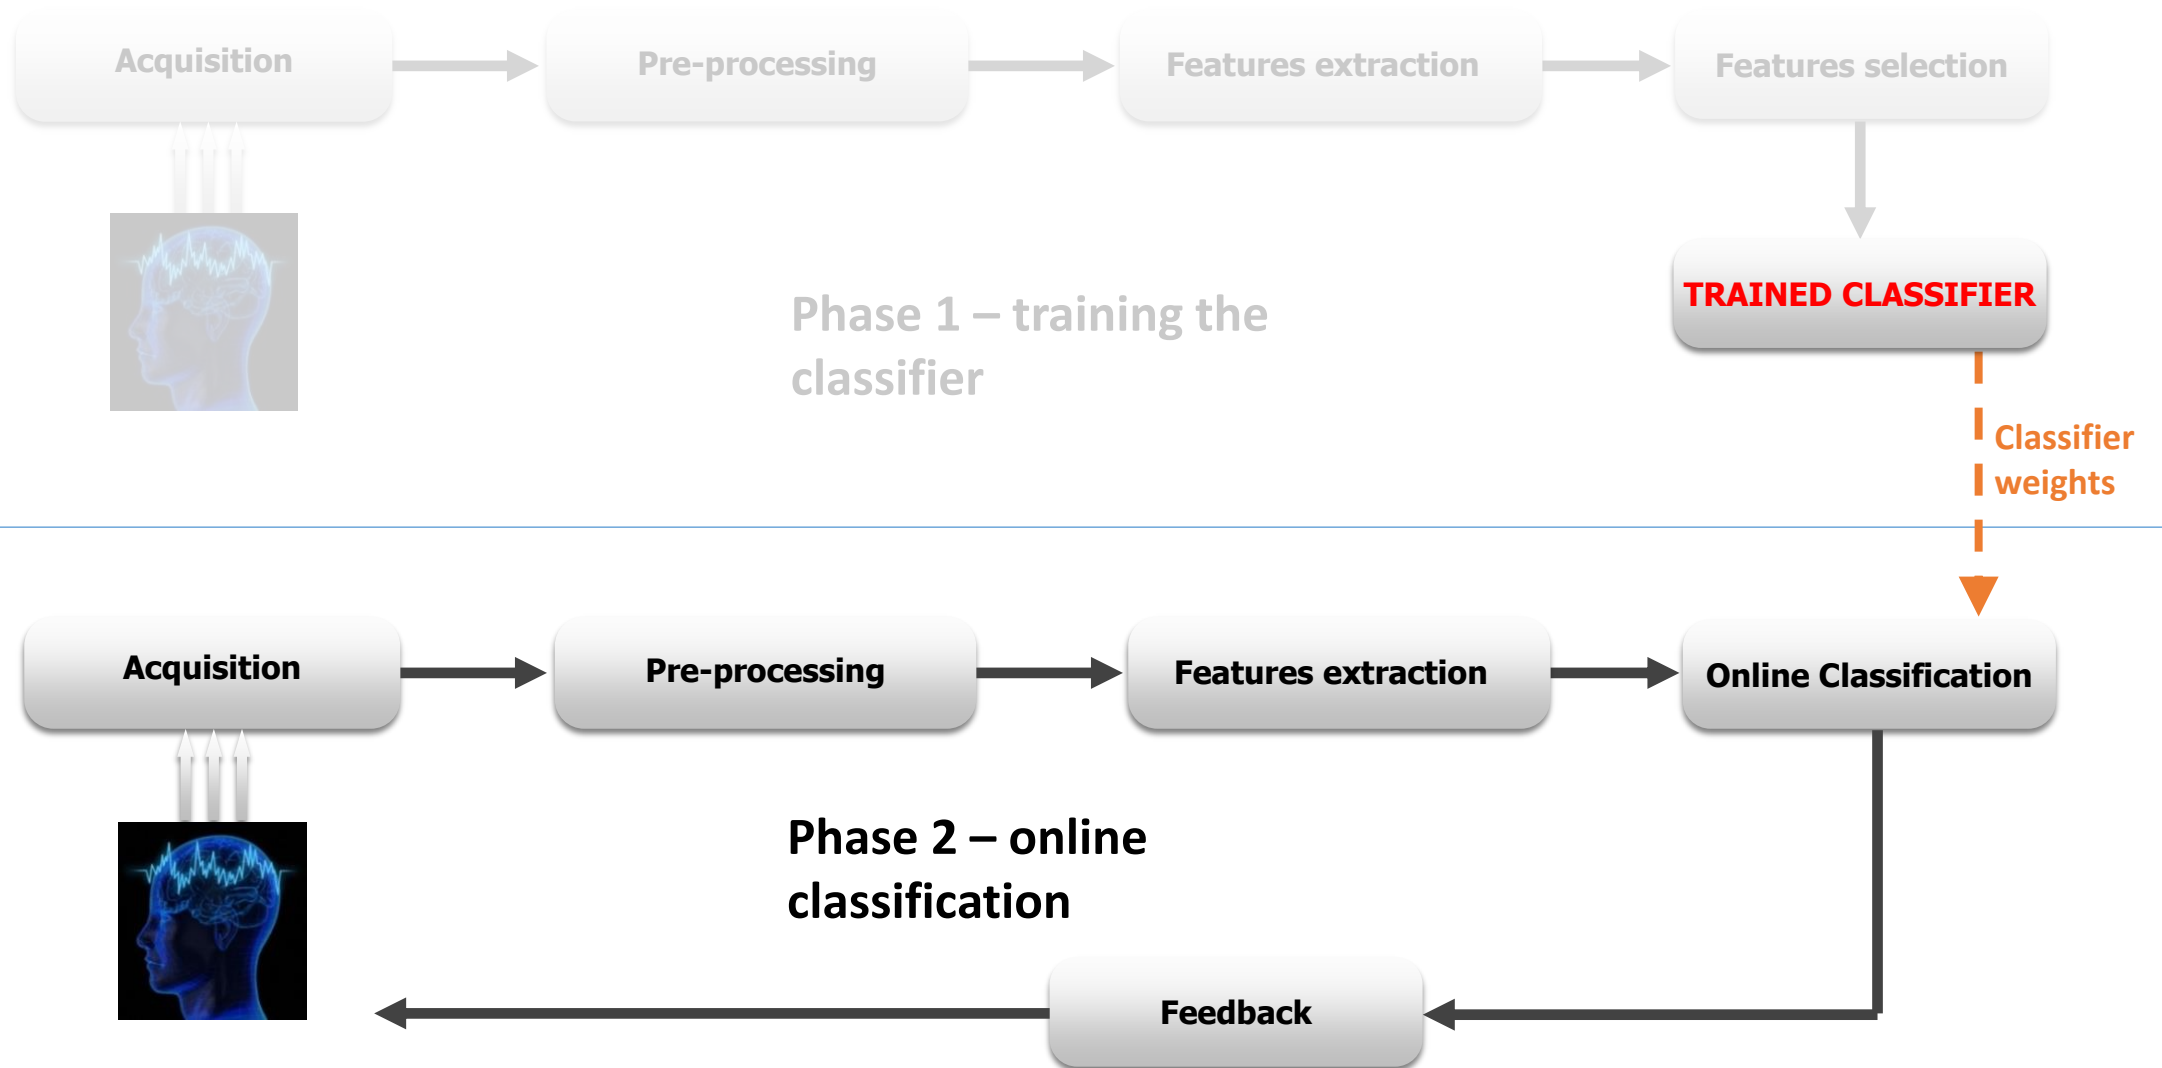 Acquisition
Pre-processing
Features extraction
Features selection
TRAINED CLASSIFIER
Phase 1 – training the
classifier
Classifier
weights
Acquisition
Pre-processing
Features extraction
Online Classification
Phase 2 – online
classification
Feedback